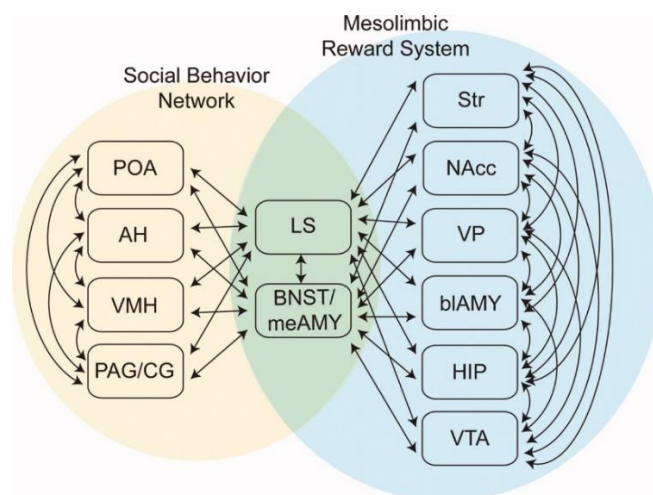 Mesolimbic
Reward System
Social Behavior
Network
POA
AH
VMH
PAG/CG
LS
BNST/
meAMY
Str
NAcc
VP
blAMY
HIP
VTA